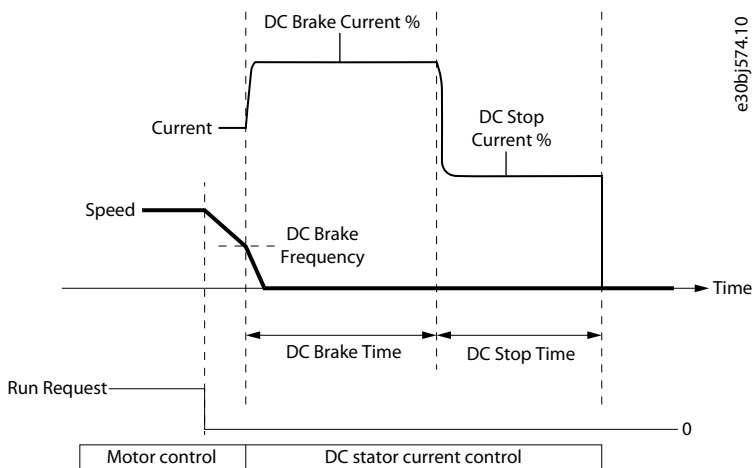 DC Brake Current %
e30bj574.10
Current
DC Stop
Current %
Speed
DC Brake
Frequency
Time
DC Brake Time
DC Stop Time
Run Request
0
Motor control
DC stator current control